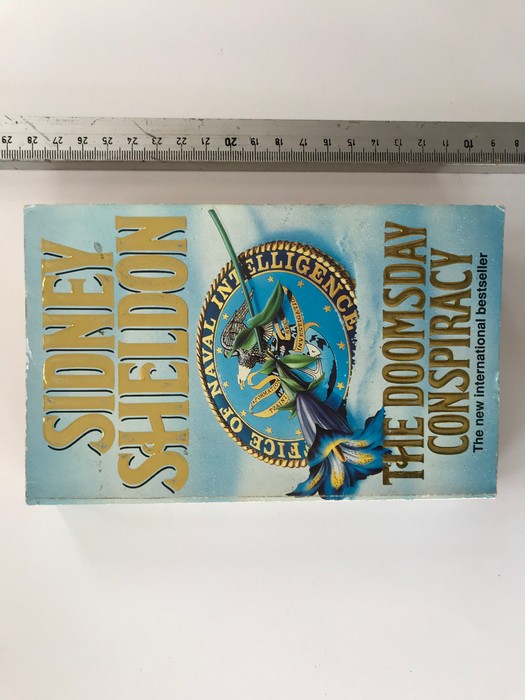 29 28 27 26 25 24 23 22 21 20 19 18 17 16 15 14 13 12 11 10 9 8
SIDNEY
SHELDON
OFFICE OF NAVAL INTELLIGENCE
THE DOOMSDAY
CONSPIRACY
The new international bestseller